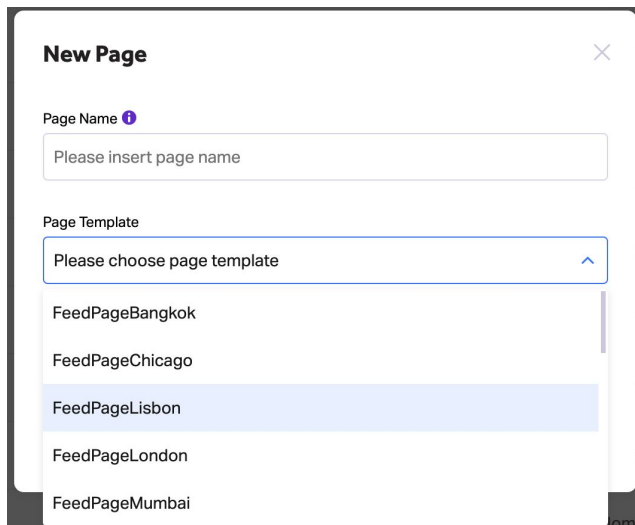 New Page
Page Name
Please insert page name
Page Template
Please choose page template
FeedPageBangkok
FeedPageChicago
FeedPageLisbon
FeedPageLondon
FeedPageMumbai